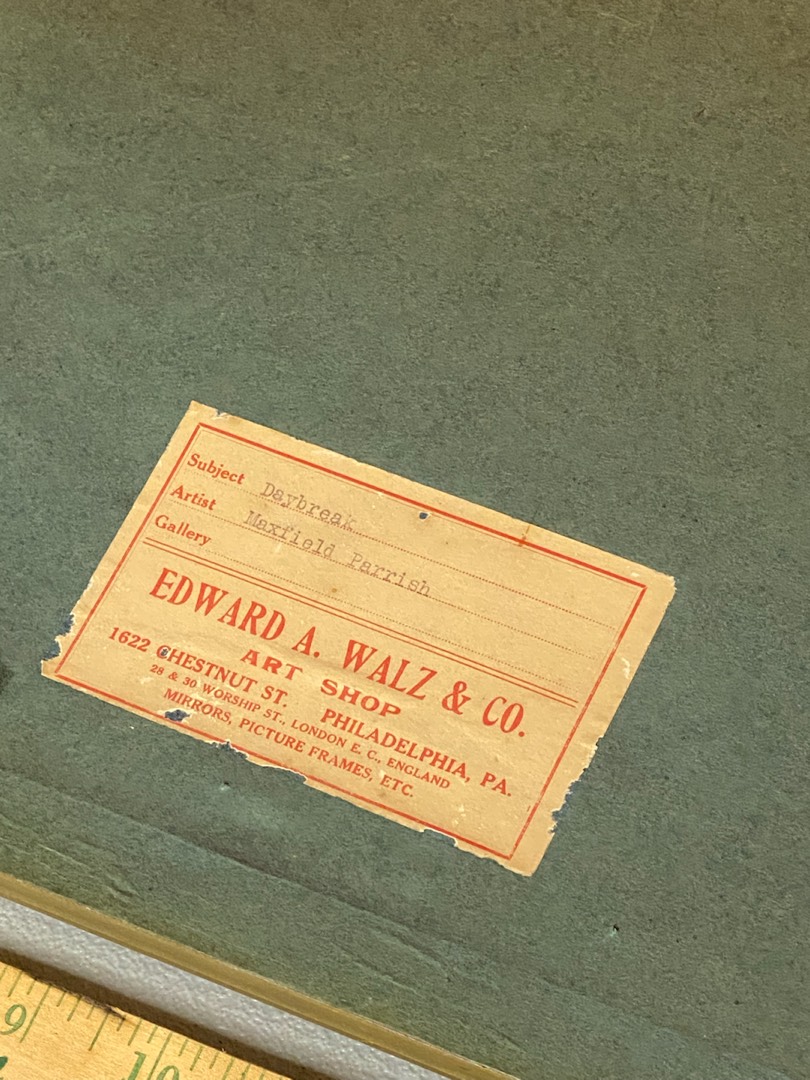 Subject Daybreak
Artist Maxfield Parrish
Gallery
EDWARD A. WALZ & CO.
ART SHOP
1622 CHESTNUT ST. PHILADELPHIA, PA.
28 & 30 WORSHIP ST., LONDON E. C., ENGLAND
MIRRORS, PICTURE FRAMES, ETC.
9
10